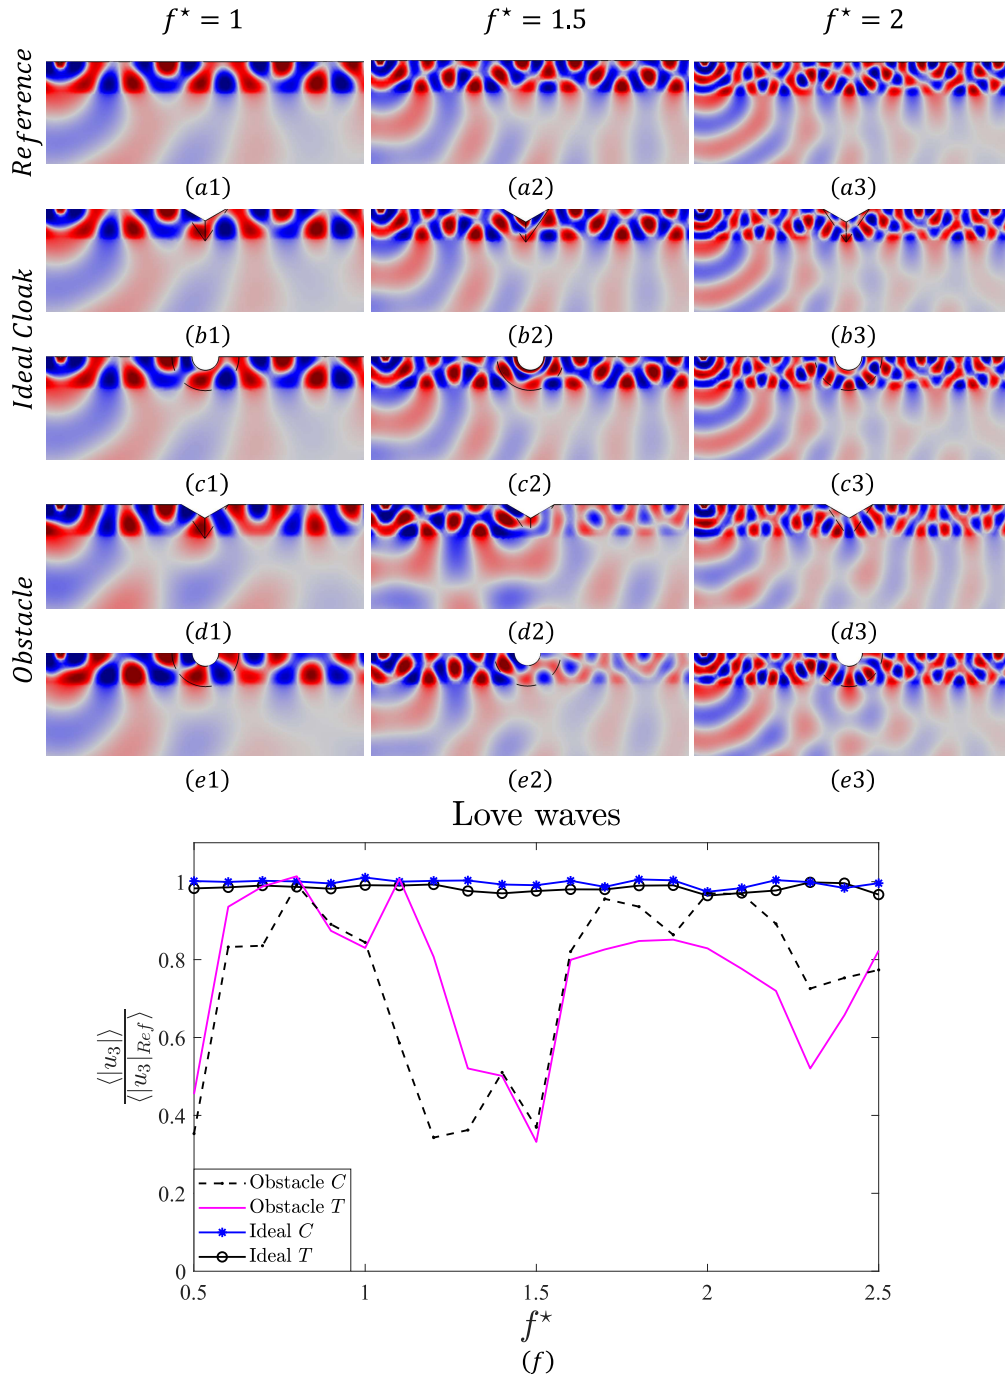 f⋆ = 1 f⋆ = 1.5 f⋆ = 2
Reference
(a1) (a2) (a3)
Ideal Cloak
(b1) (b2) (b3)
(c1) (c2) (c3)
Obstacle
(d1) (d2) (d3)
(e1) (e2) (e3)
Love waves
1
0.8
0.6
0.4
0.2
0
⟨|u₃|⟩
⟨|u₃|Ref⟩
Obstacle C
Obstacle T
Ideal C
Ideal T
0.5 1 1.5 2 2.5
f⋆
(f)